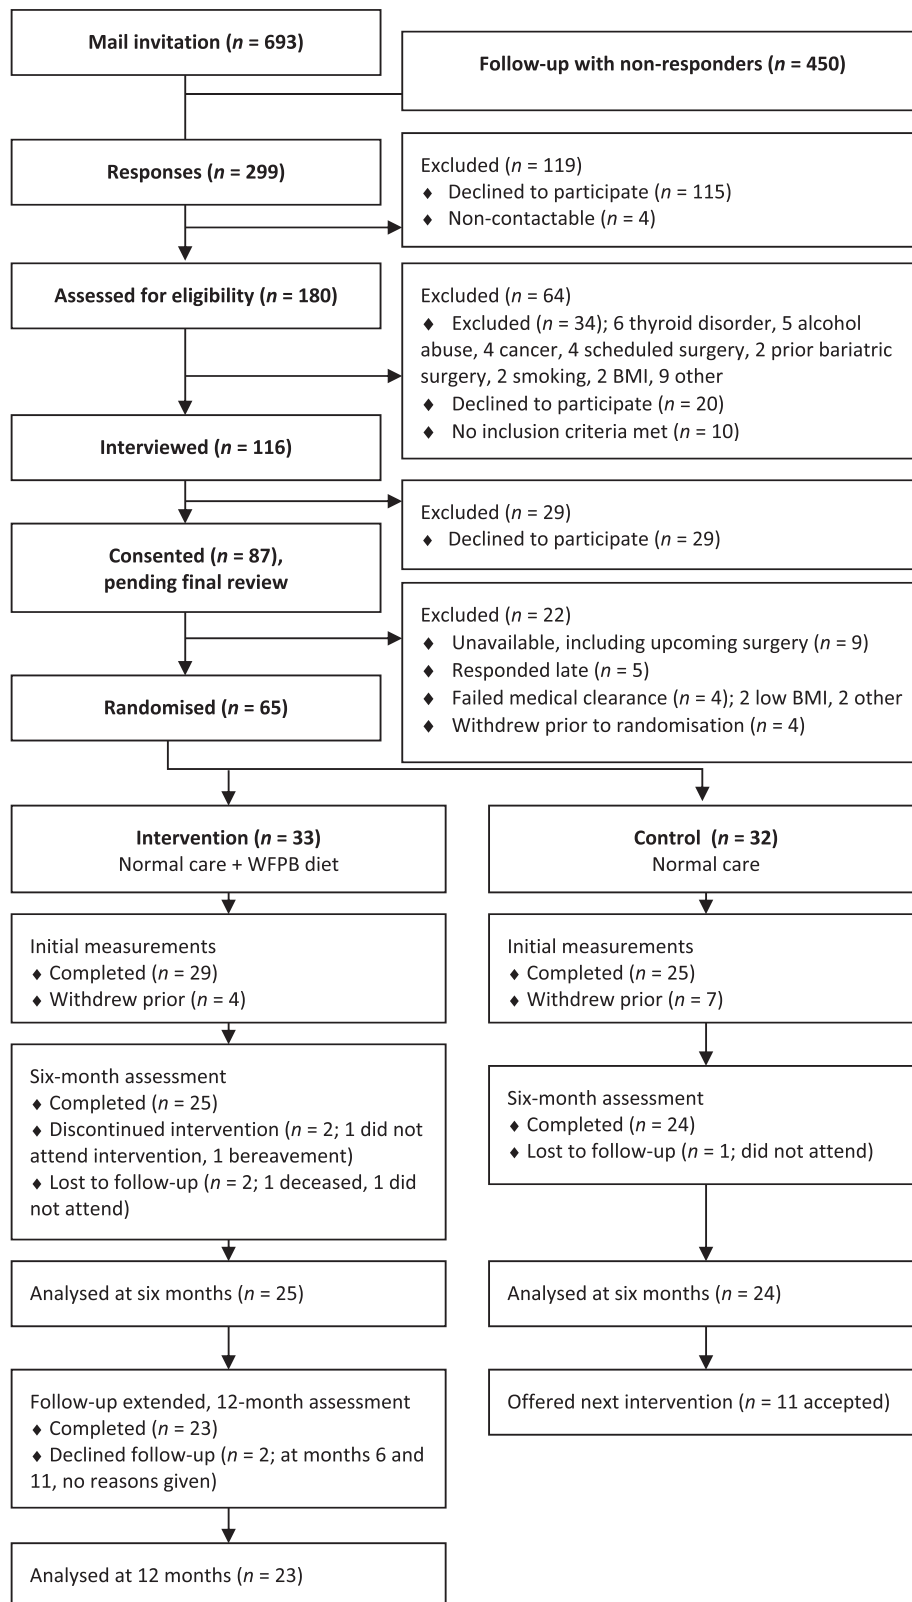 Mail invitation (n = 693)
Follow-up with non-responders (n = 450)
Responses (n = 299)
Excluded (n = 119)
♦ Declined to participate (n = 115)
♦ Non-contactable (n = 4)
Assessed for eligibility (n = 180)
Excluded (n = 64)
♦ Excluded (n = 34); 6 thyroid disorder, 5 alcohol
abuse, 4 cancer, 4 scheduled surgery, 2 prior bariatric
surgery, 2 smoking, 2 BMI, 9 other
♦ Declined to participate (n = 20)
♦ No inclusion criteria met (n = 10)
Interviewed (n = 116)
Excluded (n = 29)
♦ Declined to participate (n = 29)
Consented (n = 87),
pending final review
Excluded (n = 22)
♦ Unavailable, including upcoming surgery (n = 9)
♦ Responded late (n = 5)
♦ Failed medical clearance (n = 4); 2 low BMI, 2 other
♦ Withdrew prior to randomisation (n = 4)
Randomised (n = 65)
Intervention (n = 33)
Normal care + WFPB diet
Control (n = 32)
Normal care
Initial measurements
♦ Completed (n = 29)
♦ Withdrew prior (n = 4)
Initial measurements
♦ Completed (n = 25)
♦ Withdrew prior (n = 7)
Six-month assessment
♦ Completed (n = 25)
♦ Discontinued intervention (n = 2; 1 did not
attend intervention, 1 bereavement)
♦ Lost to follow-up (n = 2; 1 deceased, 1 did
not attend)
Six-month assessment
♦ Completed (n = 24)
♦ Lost to follow-up (n = 1; did not attend)
Analysed at six months (n = 25)
Analysed at six months (n = 24)
Follow-up extended, 12-month assessment
♦ Completed (n = 23)
♦ Declined follow-up (n = 2; at months 6 and
11, no reasons given)
Offered next intervention (n = 11 accepted)
Analysed at 12 months (n = 23)